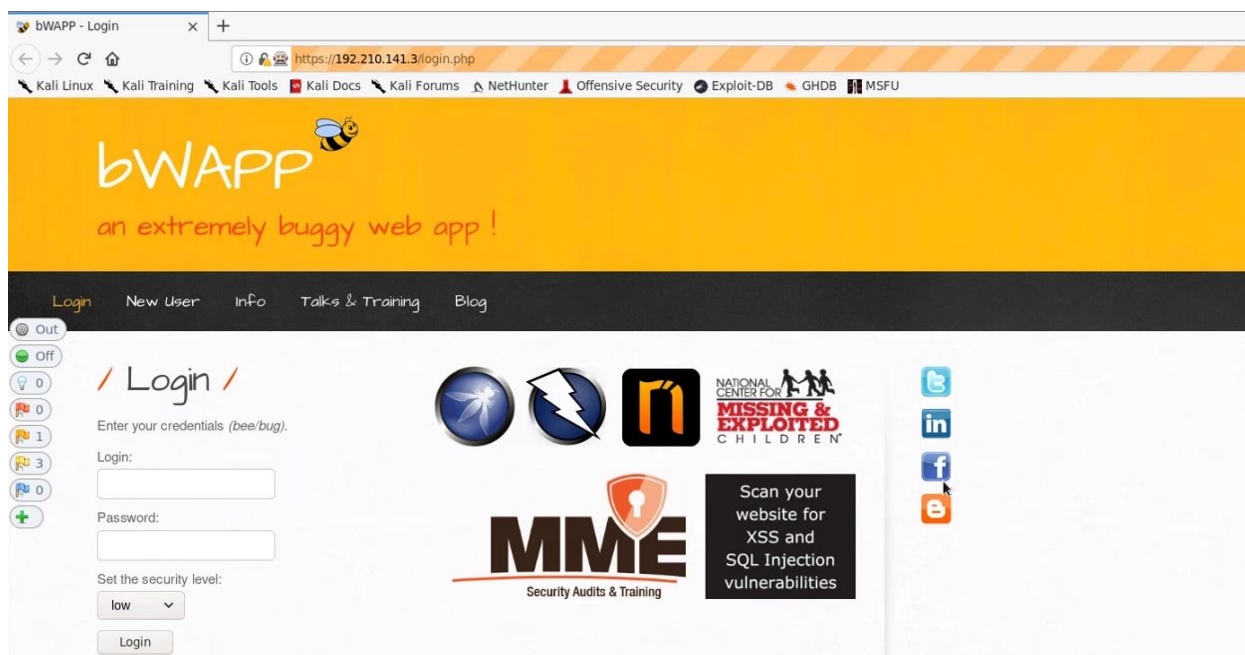 bWAPP - Login
https://192.210.141.3/login.php
Kali Linux Kali Training Kali Tools Kali Docs Kali Forums NetHunter Offensive Security Exploit-DB GHDB MSFU
bWAPP
an extremely buggy web app !
Login New User Info Talks & Training Blog
Out
Off
0
0
1
3
0
/ Login /
Enter your credentials (bee/bug).
Login:
Password:
Set the security level:
low
Login
NATIONAL
CENTER FOR
MISSING &
EXPLOITED
CHILDREN
MME
Security Audits & Training
Scan your
website for
XSS and
SQL Injection
vulnerabilities